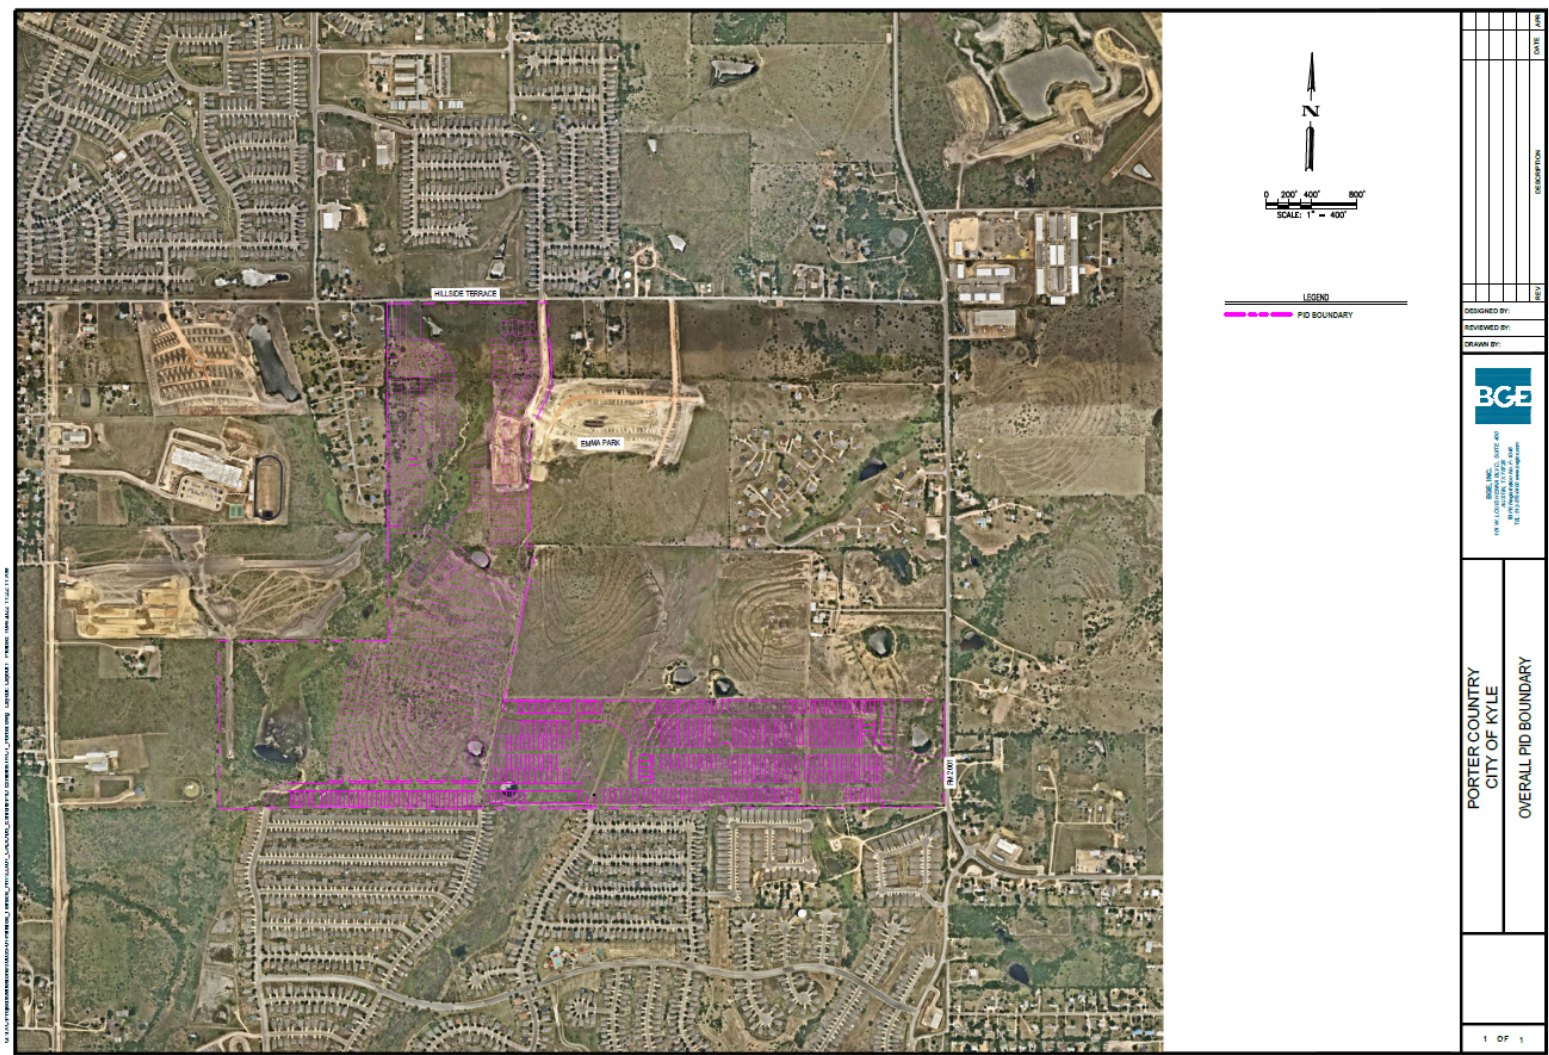 HILLSIDE TERRACE
EMMA PARK
FM 2001
N
0 200' 400' 800'
SCALE: 1" = 400'
LEGEND
PID BOUNDARY
REV
DESCRIPTION
DATE
APR
DESIGNED BY:
REVIEWED BY:
DRAWN BY:
BGE
BGE, INC.
PORTER COUNTRY
CITY OF KYLE
OVERALL PID BOUNDARY
1 OF 1